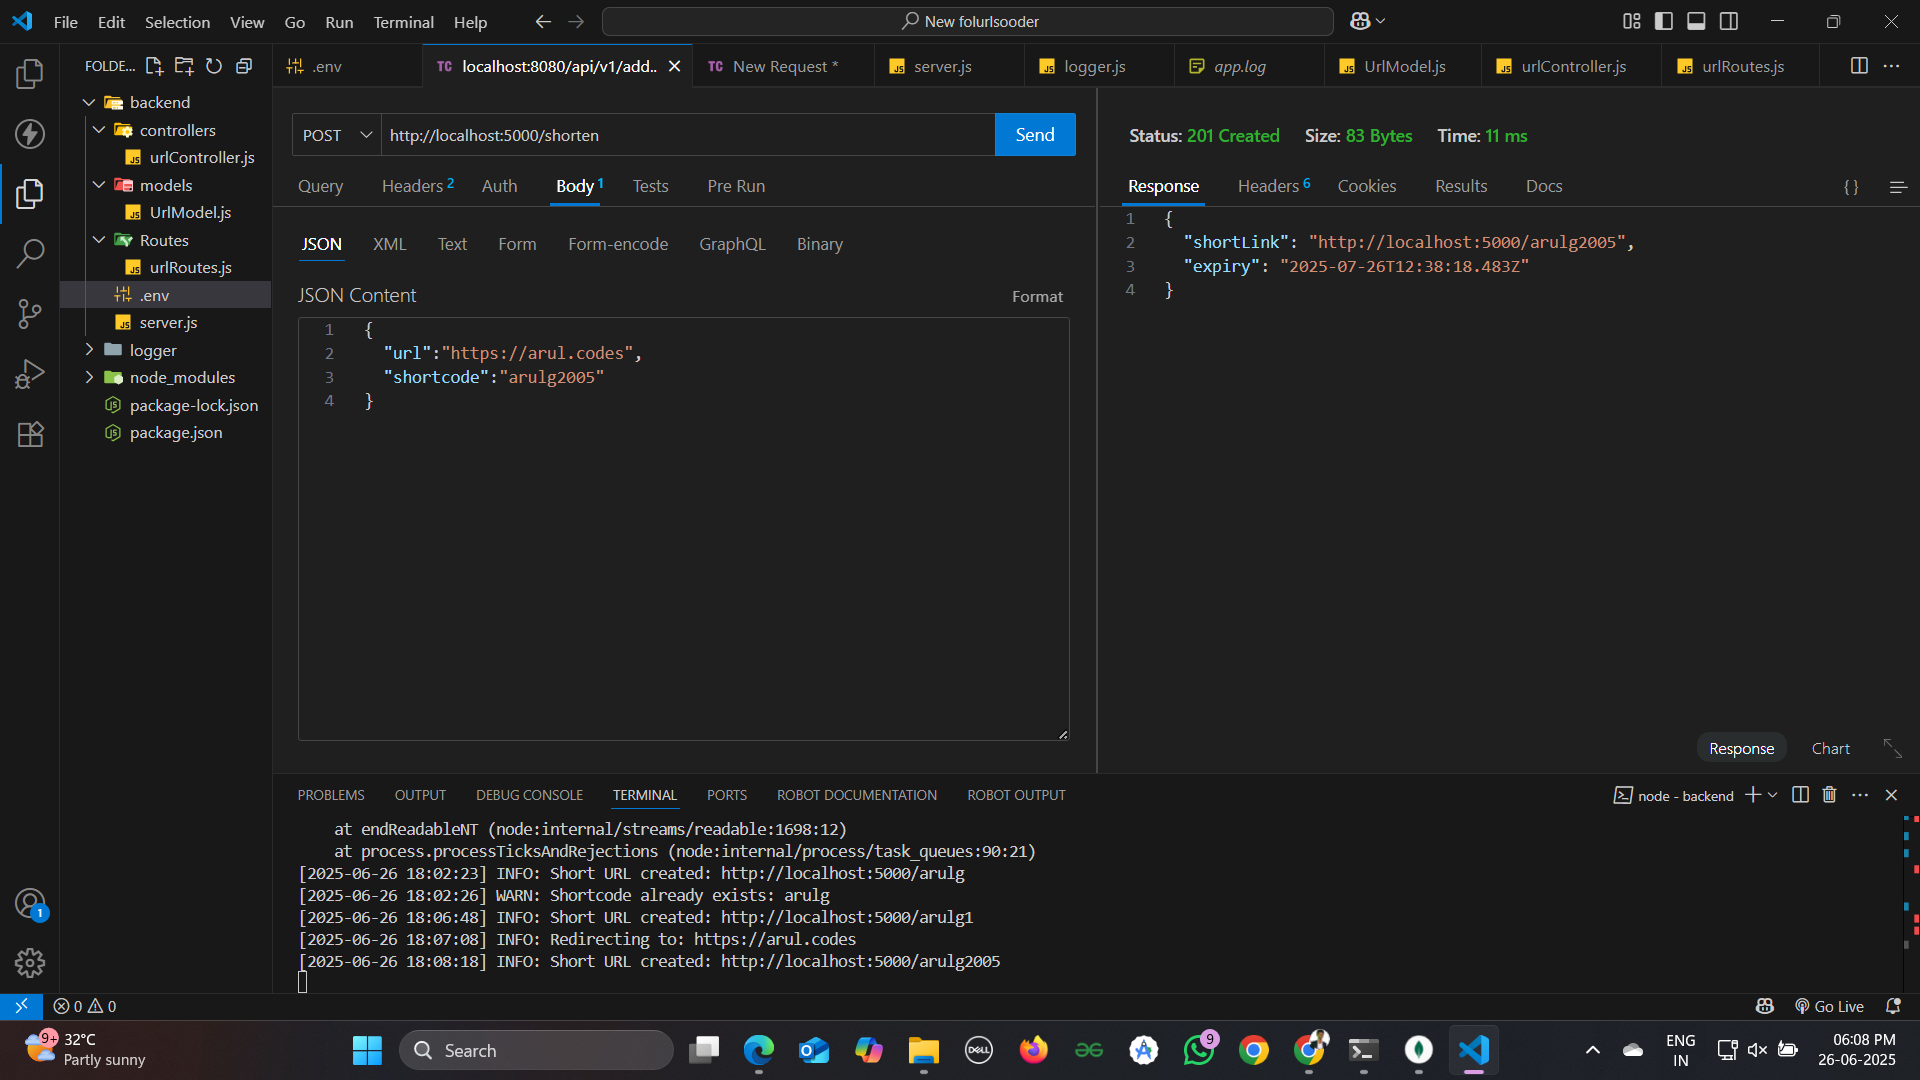 File Edit Selection View Go Run Terminal Help
New folurlsooder
FOLDE...
.env
TC localhost:8080/api/v1/add..
TC New Request *
server.js
logger.js
app.log
UrlModel.js
urlController.js
urlRoutes.js
backend
controllers
urlController.js
models
UrlModel.js
Routes
urlRoutes.js
.env
server.js
logger
node_modules
package-lock.json
package.json
POST http://localhost:5000/shorten Send
Query Headers 2 Auth Body 1 Tests Pre Run
JSON XML Text Form Form-encode GraphQL Binary
JSON Content Format
1 {
2 "url":"https://arul.codes",
3 "shortcode":"arulg2005"
4 }
Status: 201 Created Size: 83 Bytes Time: 11 ms
Response Headers 6 Cookies Results Docs { }
1 {
2 "shortLink": "http://localhost:5000/arulg2005",
3 "expiry": "2025-07-26T12:38:18.483Z"
4 }
Response Chart
PROBLEMS OUTPUT DEBUG CONSOLE TERMINAL PORTS ROBOT DOCUMENTATION ROBOT OUTPUT
node - backend
at endReadableNT (node:internal/streams/readable:1698:12)
at process.processTicksAndRejections (node:internal/process/task_queues:90:21)
[2025-06-26 18:02:23] INFO: Short URL created: http://localhost:5000/arulg
[2025-06-26 18:02:26] WARN: Shortcode already exists: arulg
[2025-06-26 18:06:48] INFO: Short URL created: http://localhost:5000/arulg1
[2025-06-26 18:07:08] INFO: Redirecting to: https://arul.codes
[2025-06-26 18:08:18] INFO: Short URL created: http://localhost:5000/arulg2005
1
0 0
Go Live
9+
32°C
Partly sunny
Search
DELL
9
ENG
IN
06:08 PM
26-06-2025